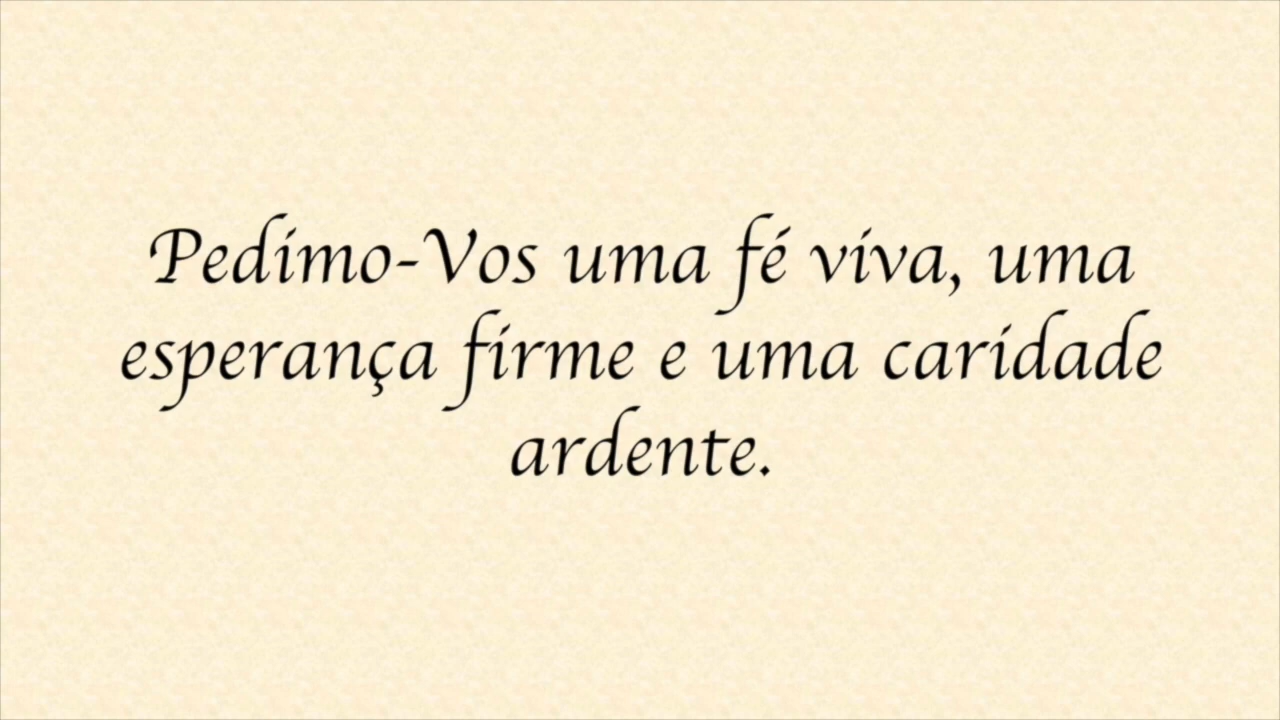 Pedimo-Vos uma fé viva, uma
esperança firme e uma caridade
ardente.